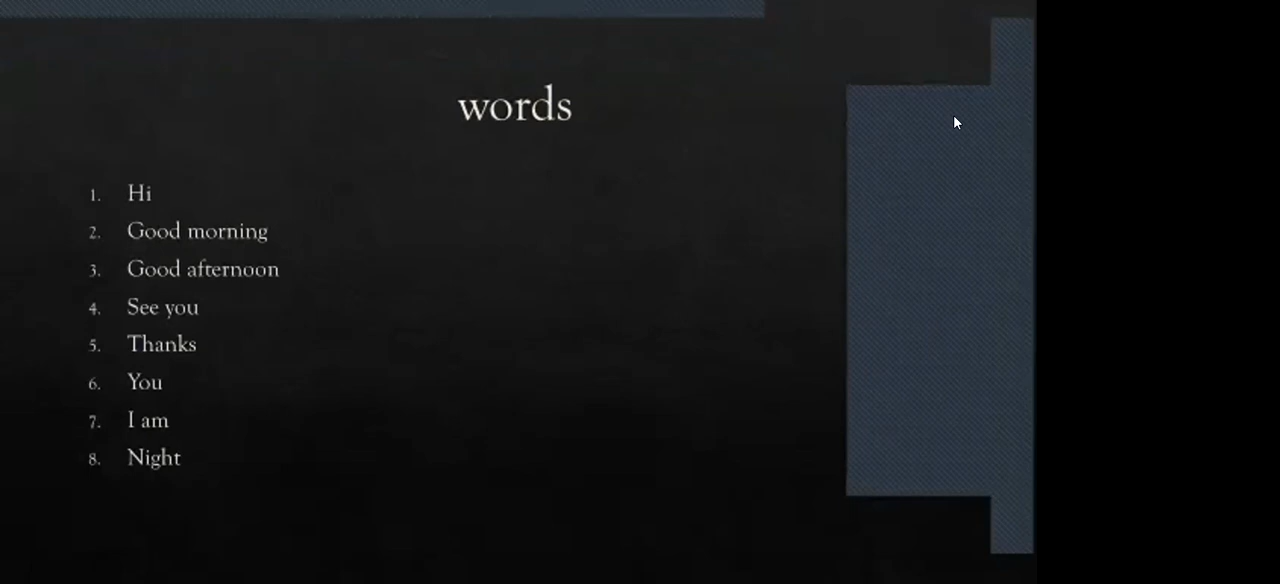 words
1. Hi
2. Good morning
3. Good afternoon
4. See you
5. Thanks
6. You
7. I am
8. Night